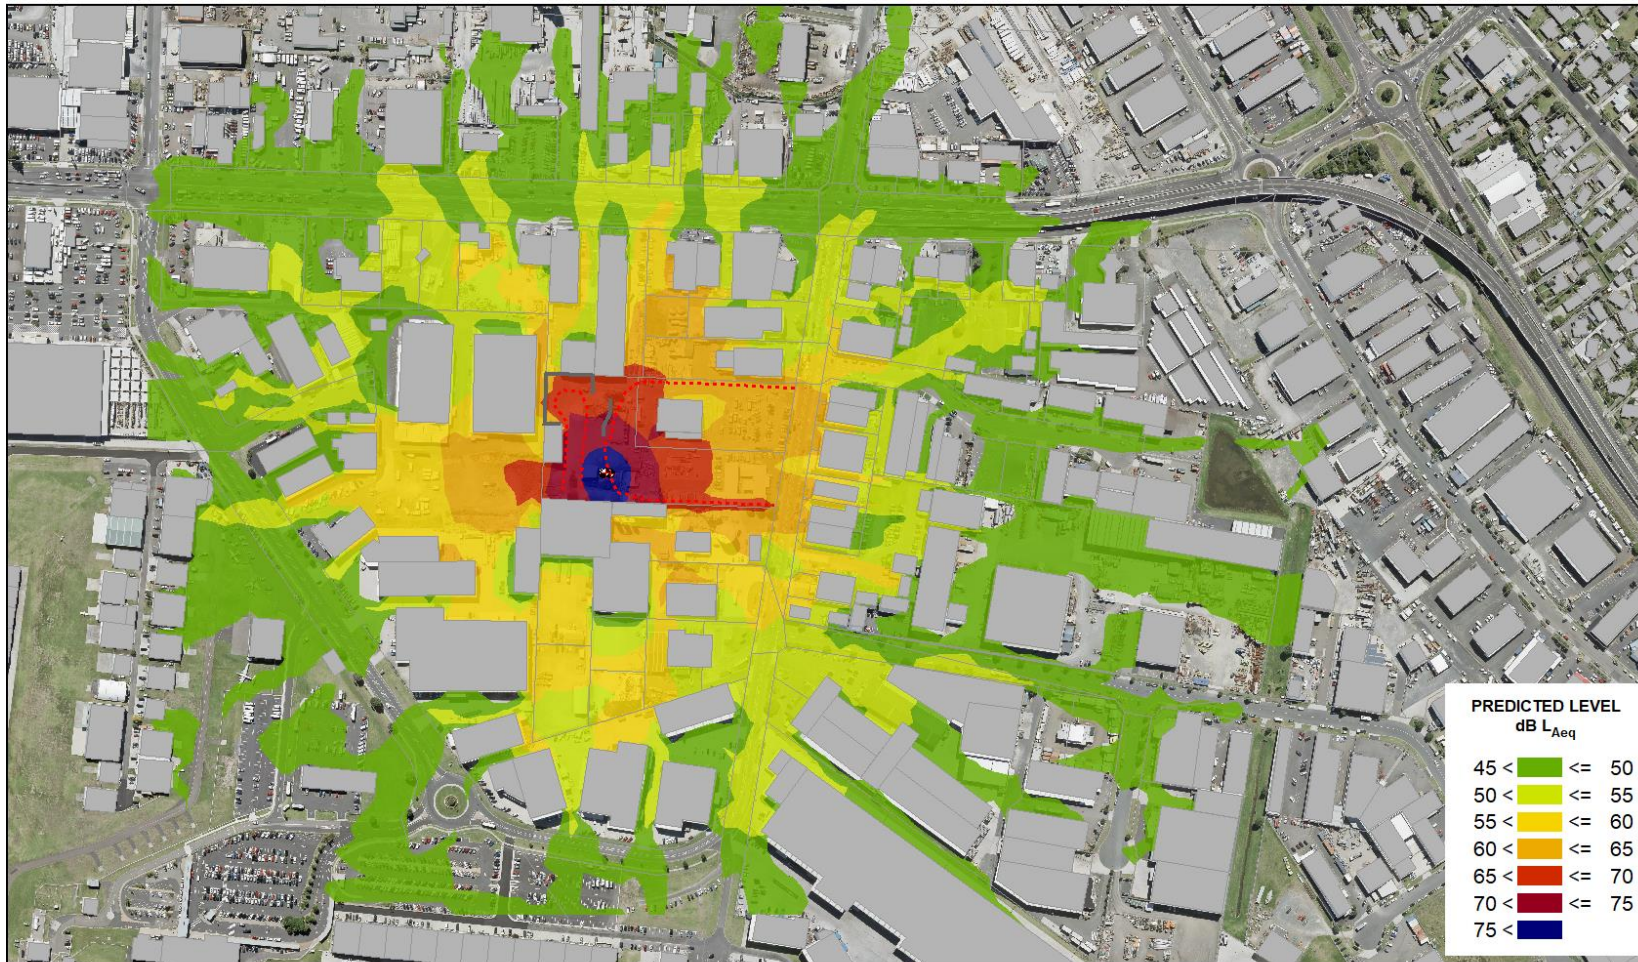 PREDICTED LEVEL
dB LAeq
45 < <= 50
50 < <= 55
55 < <= 60
60 < <= 65
65 < <= 70
70 < <= 75
75 <